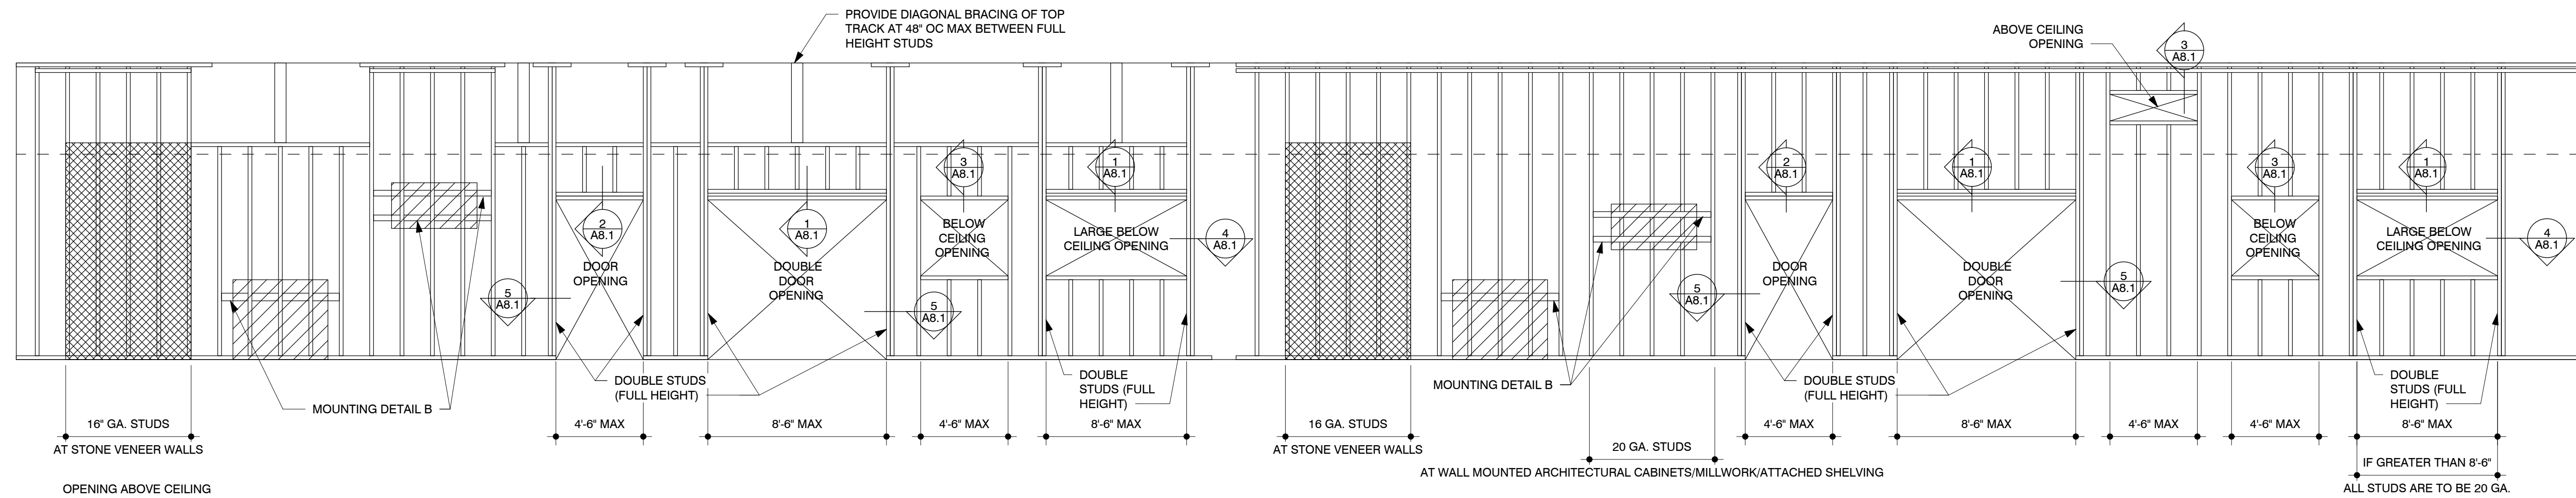 PROVIDE DIAGONAL BRACING OF TOP
TRACK AT 48" OC MAX BETWEEN FULL
HEIGHT STUDS
ABOVE CEILING
OPENING
3
A8.1
3
A8.1
1
A8.1
2
A8.1
1
A8.1
3
A8.1
1
A8.1
2
A8.1
1
A8.1
BELOW
CEILING
OPENING
LARGE BELOW
CEILING OPENING
4
A8.1
DOOR
OPENING
DOUBLE
DOOR
OPENING
5
A8.1
5
A8.1
BELOW
CEILING
OPENING
LARGE BELOW
CEILING OPENING
4
A8.1
DOOR
OPENING
DOUBLE
DOOR
OPENING
5
A8.1
5
A8.1
MOUNTING DETAIL B
DOUBLE STUDS
(FULL HEIGHT)
DOUBLE
STUDS (FULL
HEIGHT)
MOUNTING DETAIL B
DOUBLE STUDS
(FULL HEIGHT)
DOUBLE
STUDS (FULL
HEIGHT)
16" GA. STUDS
4'-6" MAX
8'-6" MAX
4'-6" MAX
8'-6" MAX
16 GA. STUDS
4'-6" MAX
8'-6" MAX
4'-6" MAX
4'-6" MAX
8'-6" MAX
AT STONE VENEER WALLS
AT STONE VENEER WALLS
20 GA. STUDS
AT WALL MOUNTED ARCHITECTURAL CABINETS/MILLWORK/ATTACHED SHELVING
IF GREATER THAN 8'-6"
ALL STUDS ARE TO BE 20 GA.
OPENING ABOVE CEILING